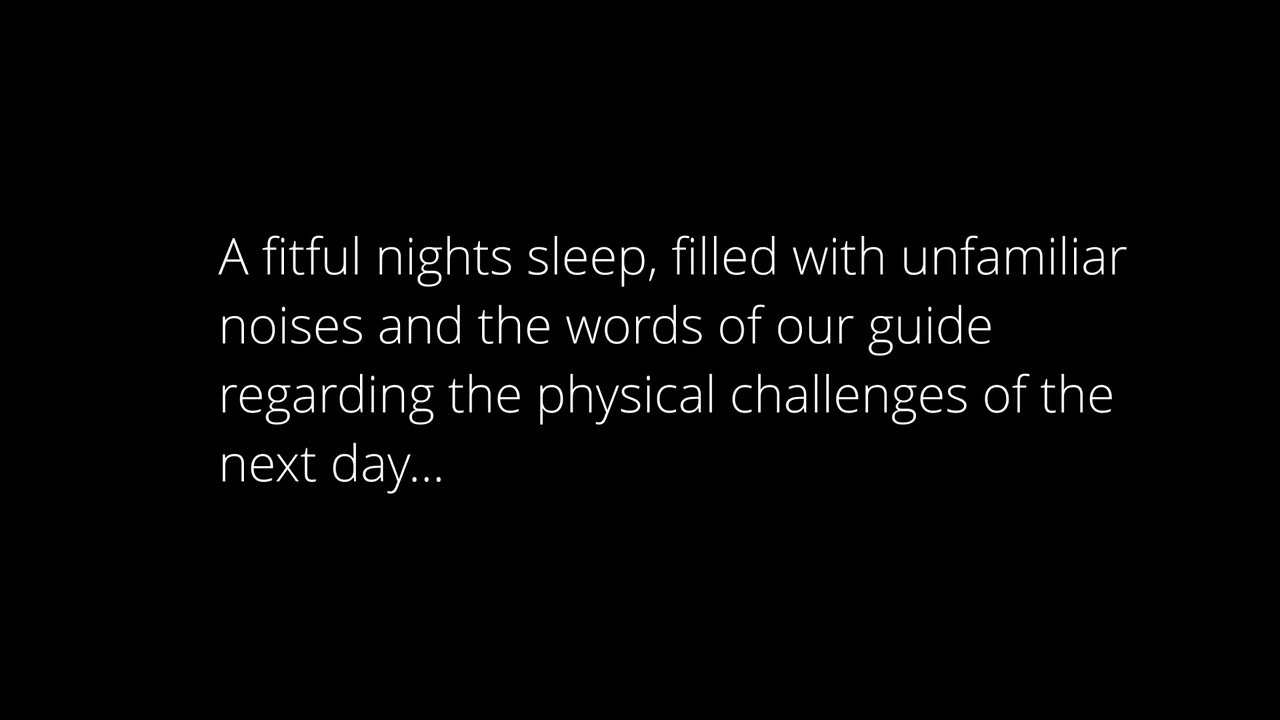 A fitful nights sleep, filled with unfamiliar
noises and the words of our guide
regarding the physical challenges of the
next day...